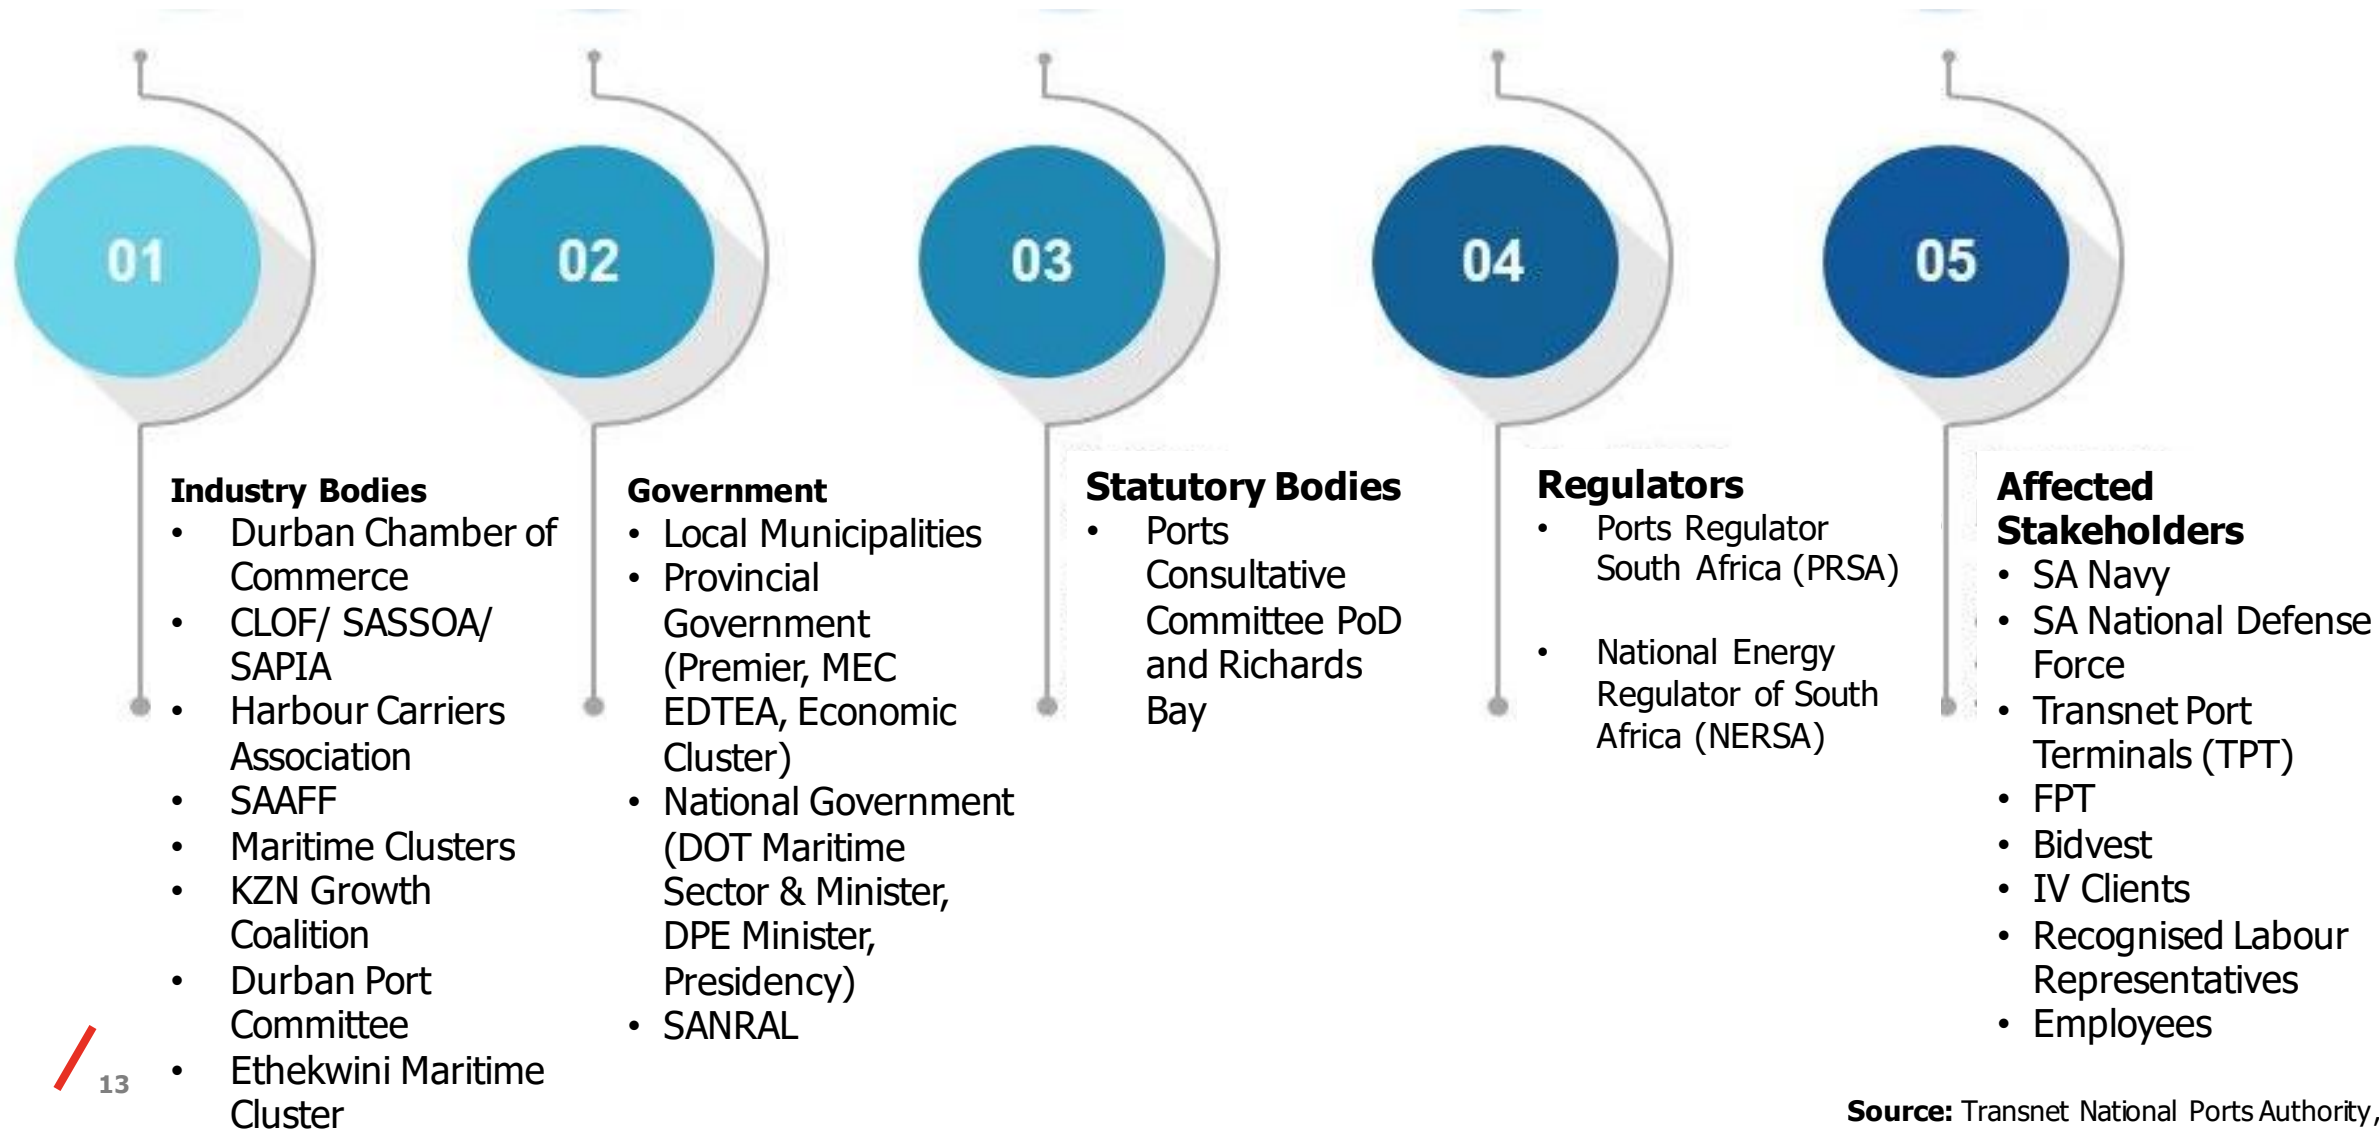 01
02
03
04
05
Industry Bodies
• Durban Chamber of
Commerce
• CLOF/ SASSOA/
SAPIA
• Harbour Carriers
Association
• SAAFF
• Maritime Clusters
• KZN Growth
Coalition
• Durban Port
Committee
• Ethekwini Maritime
Cluster
Government
• Local Municipalities
• Provincial
Government
(Premier, MEC
EDTEA, Economic
Cluster)
• National Government
(DOT Maritime
Sector & Minister,
DPE Minister,
Presidency)
• SANRAL
Statutory Bodies
• Ports
Consultative
Committee PoD
and Richards
Bay
Regulators
• Ports Regulator
South Africa (PRSA)
• National Energy
Regulator of South
Africa (NERSA)
Affected
Stakeholders
• SA Navy
• SA National Defense
Force
• Transnet Port
Terminals (TPT)
• FPT
• Bidvest
• IV Clients
• Recognised Labour
Representatives
• Employees
13
Source: Transnet National Ports Authority,